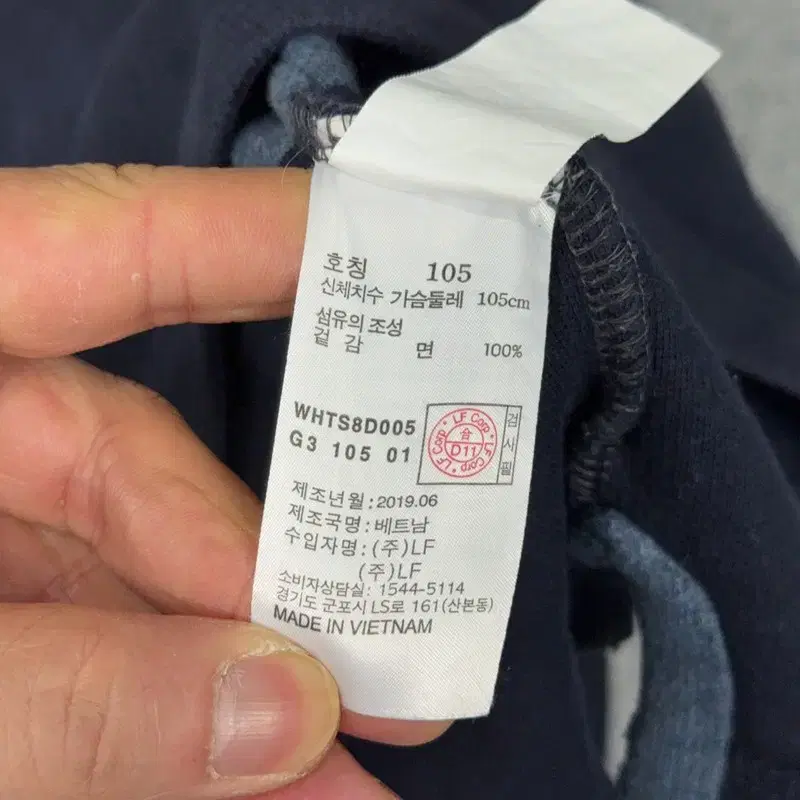 호칭 105
신체치수 가슴둘레 105cm
섬유의 조성
겉 감 면 100%
WHTS8D005
G3 105 01
LF Corp · LF Corp · LF Corp ·
合
D11
검사필
제조년월 : 2019.06
제조국명 : 베트남
수입자명 : (주)LF
(주)LF
소비자상담실: 1544-5114
경기도 군포시 LS로 161(산본동)
MADE IN VIETNAM